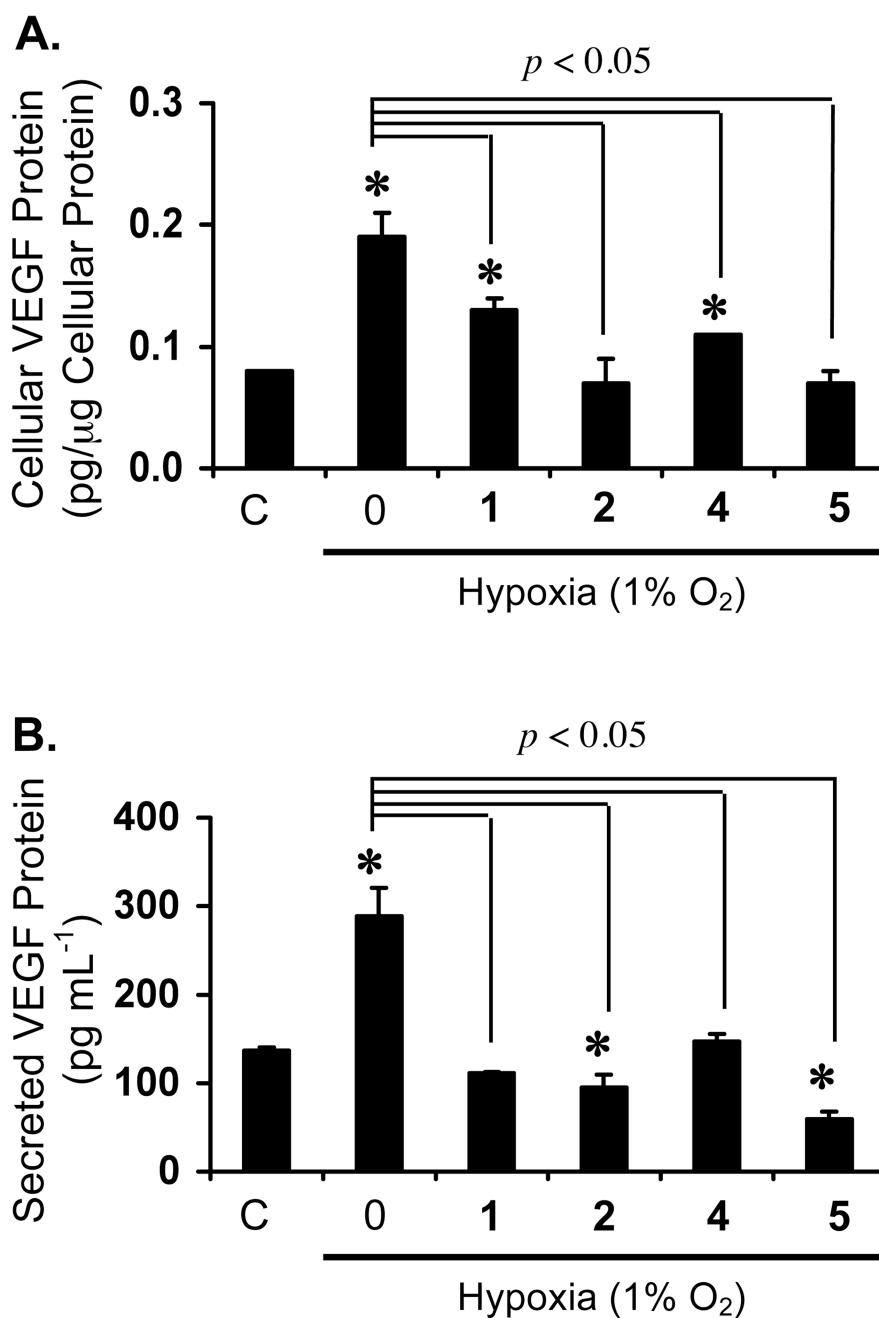 A.
p < 0.05
Cellular VEGF Protein
(pg/µg Cellular Protein)
0.3
0.2
0.1
0.0
*
*
*
C 0 1 2 4 5
Hypoxia (1% O₂)
B.
p < 0.05
Secreted VEGF Protein
(pg mL⁻¹)
400
300
200
100
0
*
*
*
C 0 1 2 4 5
Hypoxia (1% O₂)